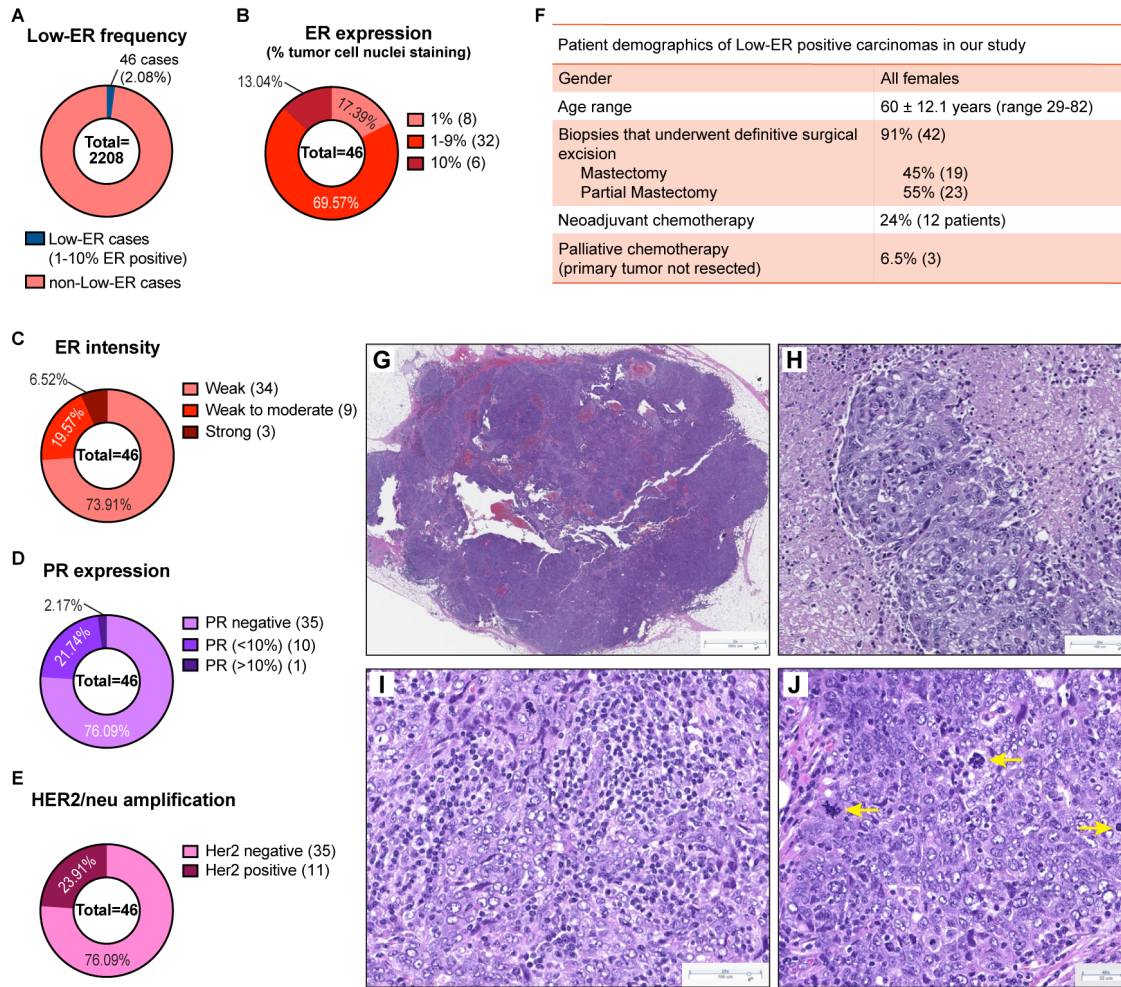 A
Low-ER frequency
46 cases
(2.08%)
Total=
2208
Low-ER cases
(1-10% ER positive)
non-Low-ER cases
B
ER expression
(% tumor cell nuclei staining)
13.04%
17.39%
Total=46
69.57%
1% (8)
1-9% (32)
10% (6)
F
Patient demographics of Low-ER positive carcinomas in our study
Gender All females
Age range 60 ± 12.1 years (range 29-82)
Biopsies that underwent definitive surgical 91% (42)
excision
Mastectomy 45% (19)
Partial Mastectomy 55% (23)
Neoadjuvant chemotherapy 24% (12 patients)
Palliative chemotherapy
(primary tumor not resected) 6.5% (3)
C
ER intensity
6.52%
19.57%
Total=46
73.91%
Weak (34)
Weak to moderate (9)
Strong (3)
D
PR expression
2.17%
21.74%
Total=46
76.09%
PR negative (35)
PR (<10%) (10)
PR (>10%) (1)
E
HER2/neu amplification
23.91%
Total=46
76.09%
Her2 negative (35)
Her2 positive (11)
G
H
I
J